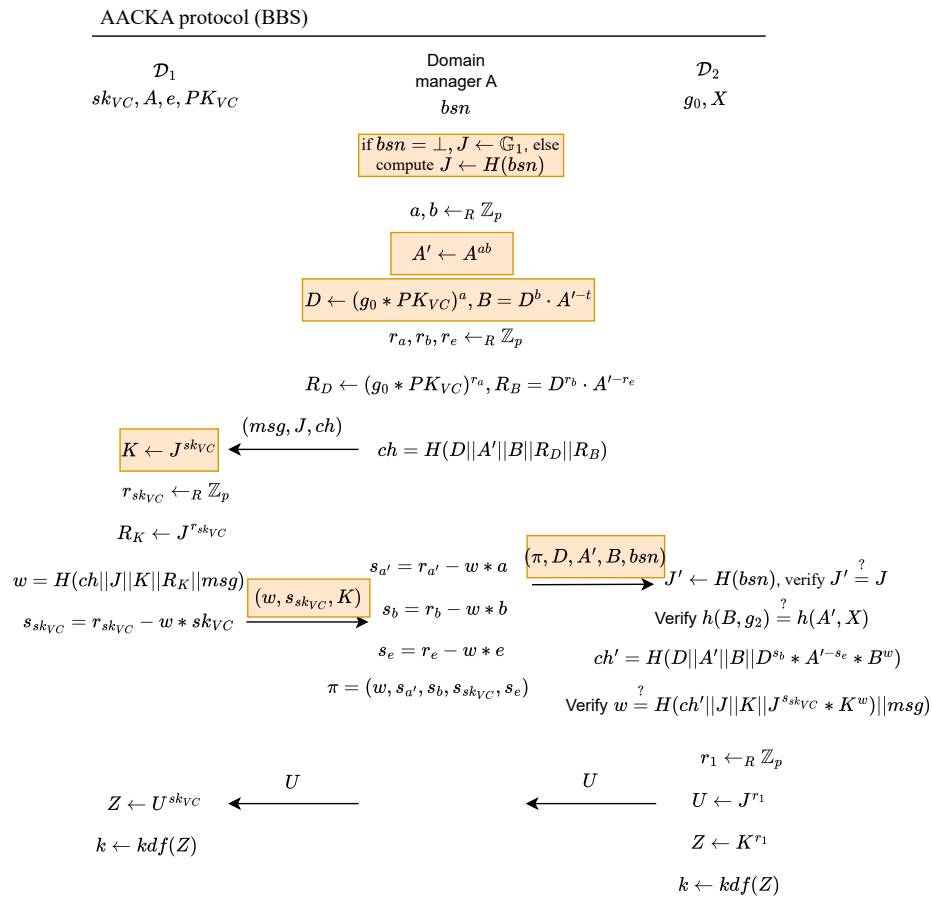 AACKA protocol (BBS)
𝒟₁
Domain
manager A
𝒟₂
sk_{VC}, A, e, PK_{VC}
bsn
g₀, X
if bsn = ⊥, J ← 𝔾₁, else
compute J ← H(bsn)
a, b ←_R ℤ_p
A′ ← A^{ab}
D ← (g₀ ∗ PK_{VC})^a, B = D^b · A′^{−t}
r_a, r_b, r_e ←_R ℤ_p
R_D ← (g₀ ∗ PK_{VC})^{r_a}, R_B = D^{r_b} · A′^{−r_e}
(msg, J, ch)
K ← J^{sk_{VC}}
ch = H(D||A′||B||R_D||R_B)
r_{sk_{VC}} ←_R ℤ_p
R_K ← J^{r_{sk_{VC}}}
w = H(ch||J||K||R_K||msg)
s_{sk_{VC}} = r_{sk_{VC}} − w ∗ sk_{VC}
(w, s_{sk_{VC}}, K)
s_{a′} = r_{a′} − w ∗ a
s_b = r_b − w ∗ b
s_e = r_e − w ∗ e
π = (w, s_{a′}, s_b, s_{sk_{VC}}, s_e)
(π, D, A′, B, bsn)
J′ ← H(bsn), verify J′ ≟ J
Verify h(B, g₂) ≟ h(A′, X)
ch′ = H(D||A′||B||D^{s_b} ∗ A′^{−s_e} ∗ B^w)
Verify w ≟ H(ch′||J||K||J^{s_{sk_{VC}}} ∗ K^w)||msg)
r₁ ←_R ℤ_p
U
U
Z ← U^{sk_{VC}}
U ← J^{r₁}
k ← kdf(Z)
Z ← K^{r₁}
k ← kdf(Z)